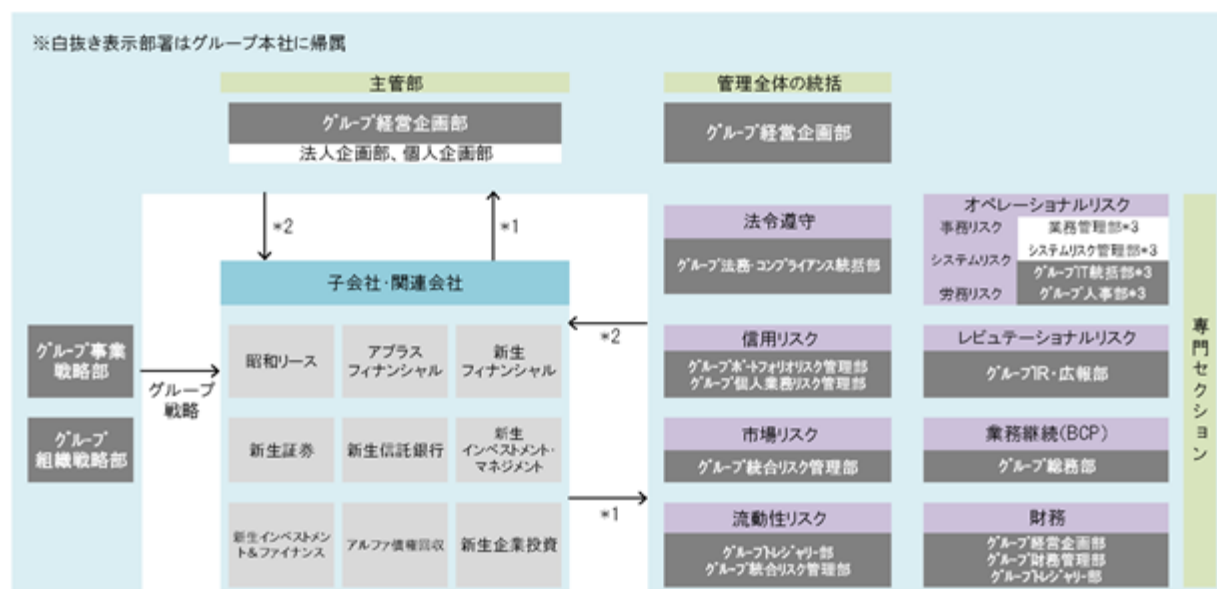 ※白抜き表示部署はグループ本社に帰属
主管部
グループ経営企画部
法人企画部、個人企画部
管理全体の統括
グループ経営企画部
*2
*1
子会社・関連会社
昭和リース
アプラス
フィナンシャル
新生
フィナンシャル
新生証券
新生信託銀行
新生
インベストメント・
マネジメント
新生インベストメン
ト&ファイナンス
アルファ債権回収
新生企業投資
グループ事業
戦略部
グループ
組織戦略部
グループ
戦略
*2
*1
法令遵守
グループ法務・コンプライアンス統括部
信用リスク
グループポートフォリオリスク管理部
グループ個人業務リスク管理部
市場リスク
グループ統合リスク管理部
流動性リスク
グループトレジャリー部
グループ統合リスク管理部
オペレーショナルリスク
事務リスク
業務管理部*3
システムリスク管理部*3
システムリスク
グループIT統括部*3
労務リスク
グループ人事部*3
レピュテーショナルリスク
グループIR・広報部
業務継続(BCP)
グループ総務部
財務
グループ経営企画部
グループ財務管理部
グループトレジャリー部
専門セクション